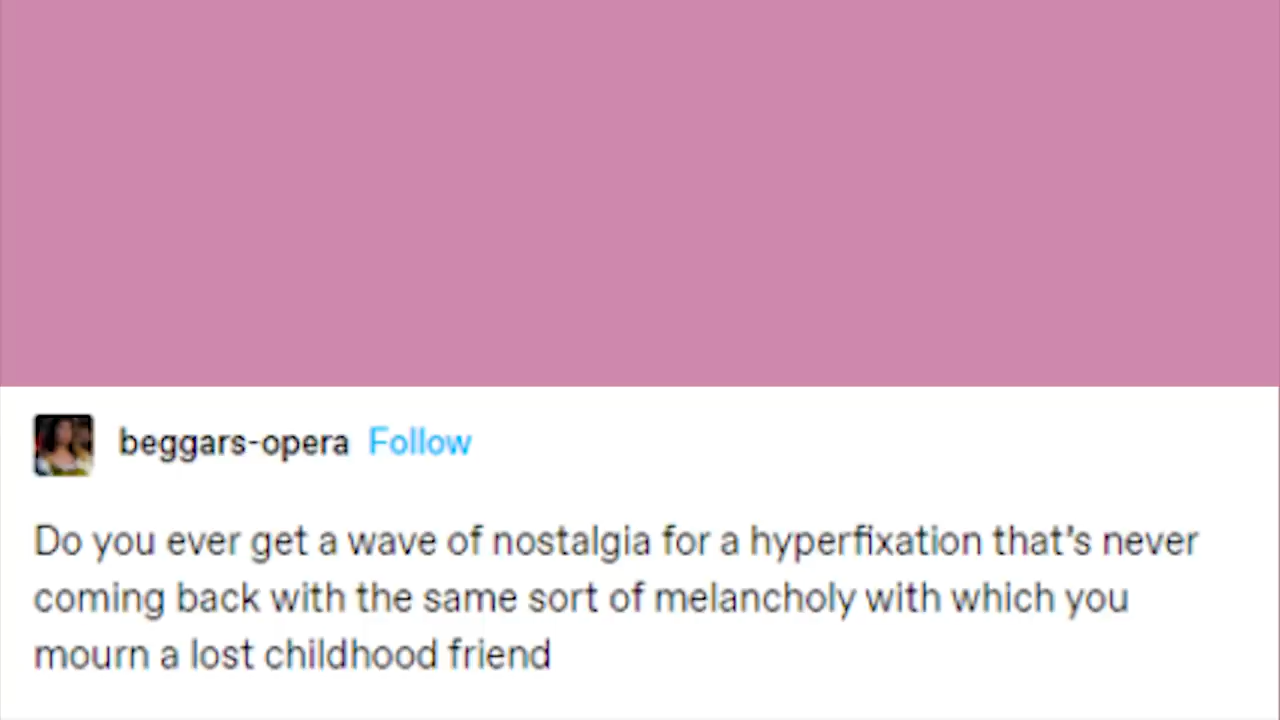 beggars-opera Follow
Do you ever get a wave of nostalgia for a hyperfixation that's never
coming back with the same sort of melancholy with which you
mourn a lost childhood friend